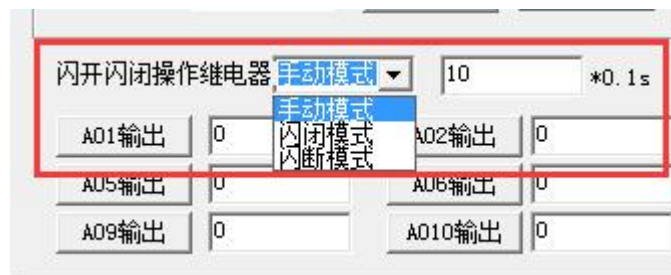 闪开闪闭操作继电器 手动模式 10 *0.1s
手动模式
闪闭模式
闪断模式
A01输出 0 A02输出 0
A05输出 0 A06输出 0
A09输出 0 A010输出 0